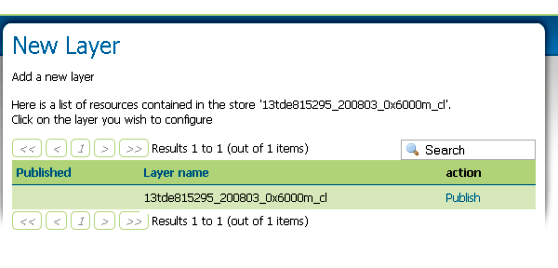 New Layer
Add a new layer
Here is a list of resources contained in the store '13tde815295_200803_0x6000m_cl'.
Click on the layer you wish to configure
<< < 1 > >> Results 1 to 1 (out of 1 items) Search
Published Layer name action
13tde815295_200803_0x6000m_cl Publish
<< < 1 > >> Results 1 to 1 (out of 1 items)